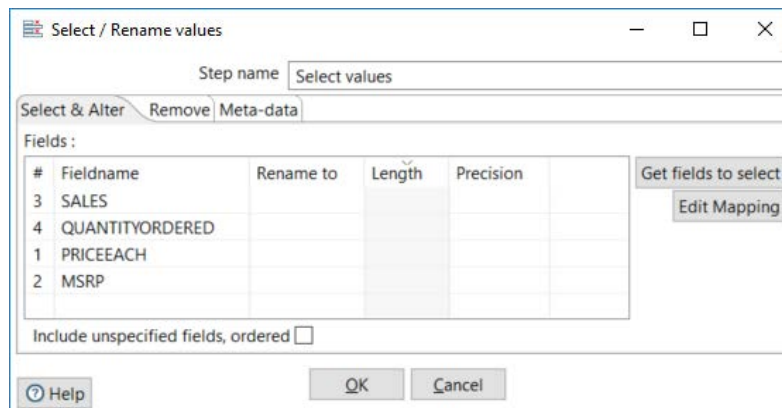 Select / Rename values
Step name Select values
Select & Alter Remove Meta-data
Fields :
# Fieldname Rename to Length Precision
Get fields to select
3 SALES
Edit Mapping
4 QUANTITYORDERED
1 PRICEEACH
2 MSRP
Include unspecified fields, ordered
Help
OK Cancel